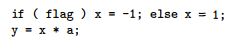 if ( flag ) x = -1; else x = 1;
y = x * a;